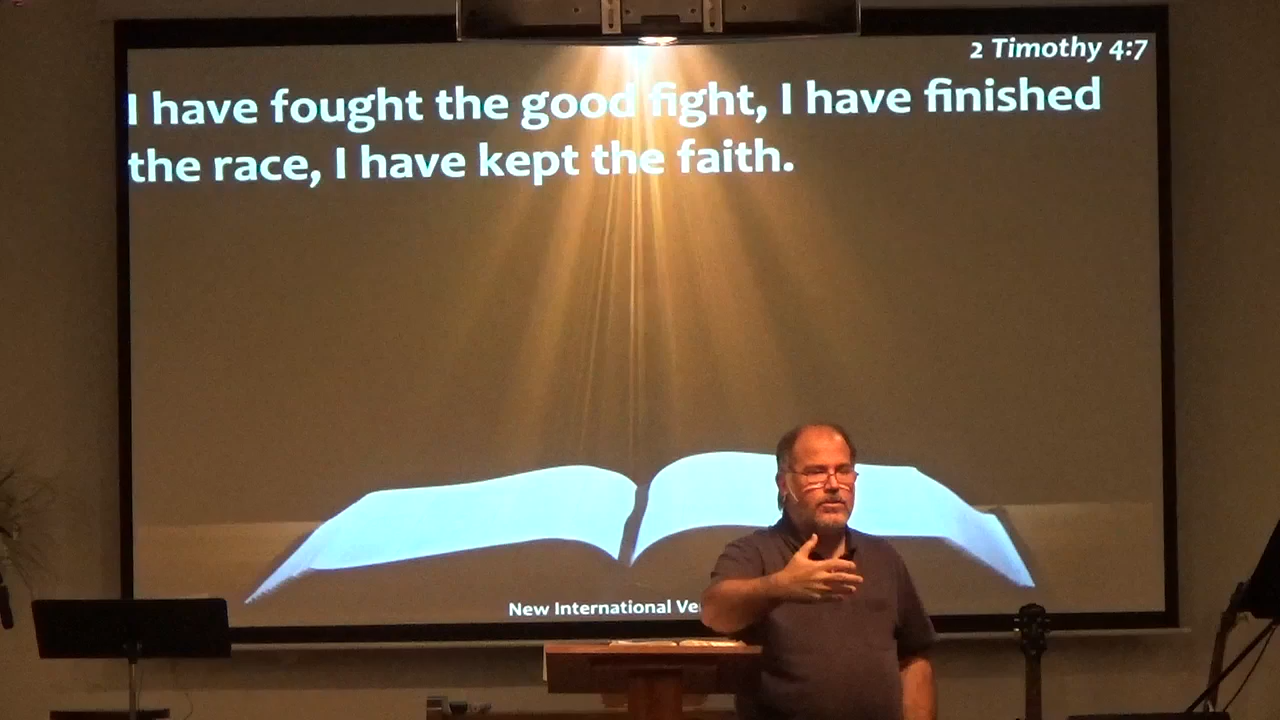 2 Timothy 4:7
I have fought the good fight, I have finished
the race, I have kept the faith.
New International